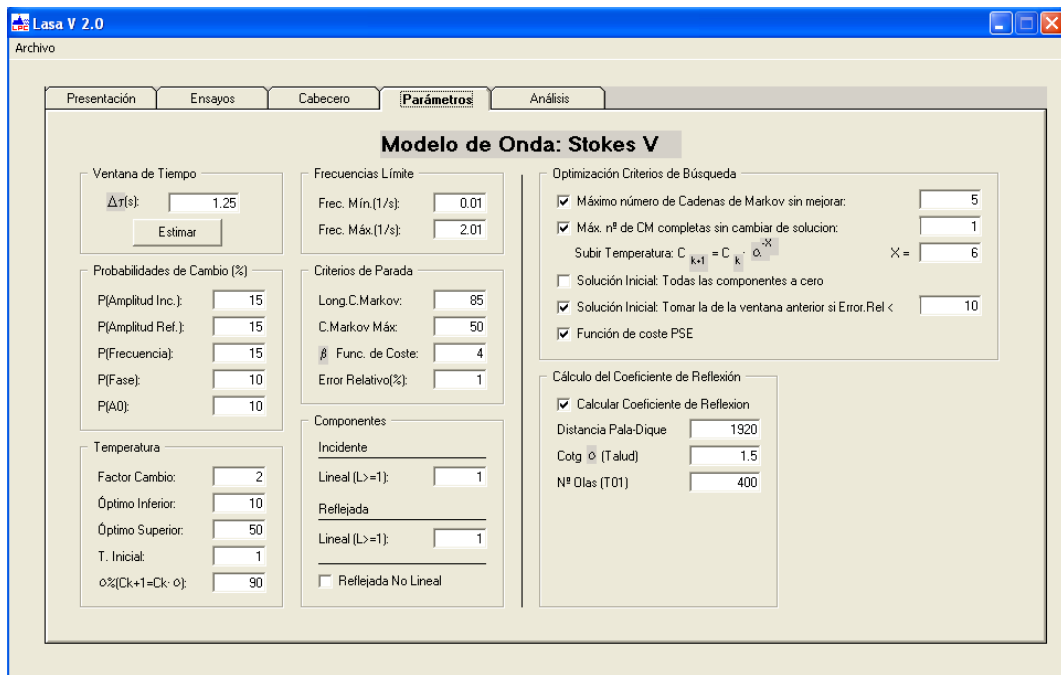 LPC Lasa V 2.0
Archivo
Presentación Ensayos Cabecero Parámetros Análisis
Modelo de Onda: Stokes V
Ventana de Tiempo
Δτ(s): 1.25
Estimar
Probabilidades de Cambio (%)
P(Amplitud Inc.): 15
P(Amplitud Ref.): 15
P(Frecuencia): 15
P(Fase): 10
P(A0): 10
Temperatura
Factor Cambio: 2
Óptimo Inferior: 10
Óptimo Superior: 50
T. Inicial: 1
α%(Ck+1=Ck· α): 90
Frecuencias Límite
Frec. Mín.(1/s): 0.01
Frec. Máx.(1/s): 2.01
Criterios de Parada
Long.C.Markov: 85
C.Markov Máx: 50
β Func. de Coste: 4
Error Relativo(%): 1
Componentes
Incidente
Lineal (L>=1): 1
Reflejada
Lineal (L>=1): 1
Reflejada No Lineal
Optimización Criterios de Búsqueda
Máximo número de Cadenas de Markov sin mejorar: 5
Máx. nº de CM completas sin cambiar de solucion: 1
Subir Temperatura: C k+1 = C k · α -X X = 6
Solución Inicial: Todas las componentes a cero
Solución Inicial: Tomar la de la ventana anterior si Error.Rel < 10
Función de coste PSE
Cálculo del Coeficiente de Reflexión
Calcular Coeficiente de Reflexion
Distancia Pala-Dique 1920
Cotg α (Talud) 1.5
Nº Olas (T01) 400